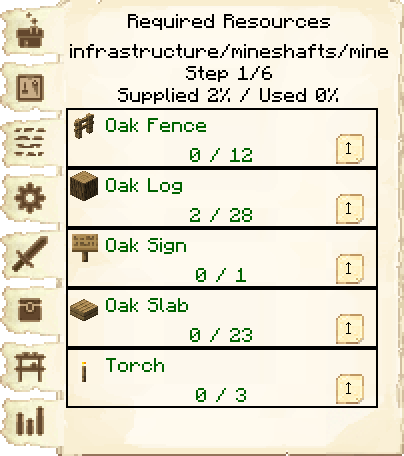 Required Resources
infrastructure/mineshafts/mine
Step 1/6
Supplied 2% / Used 0%
Oak Fence
0 / 12
Oak Log
2 / 28
Oak Sign
0 / 1
Oak Slab
0 / 23
Torch
0 / 3